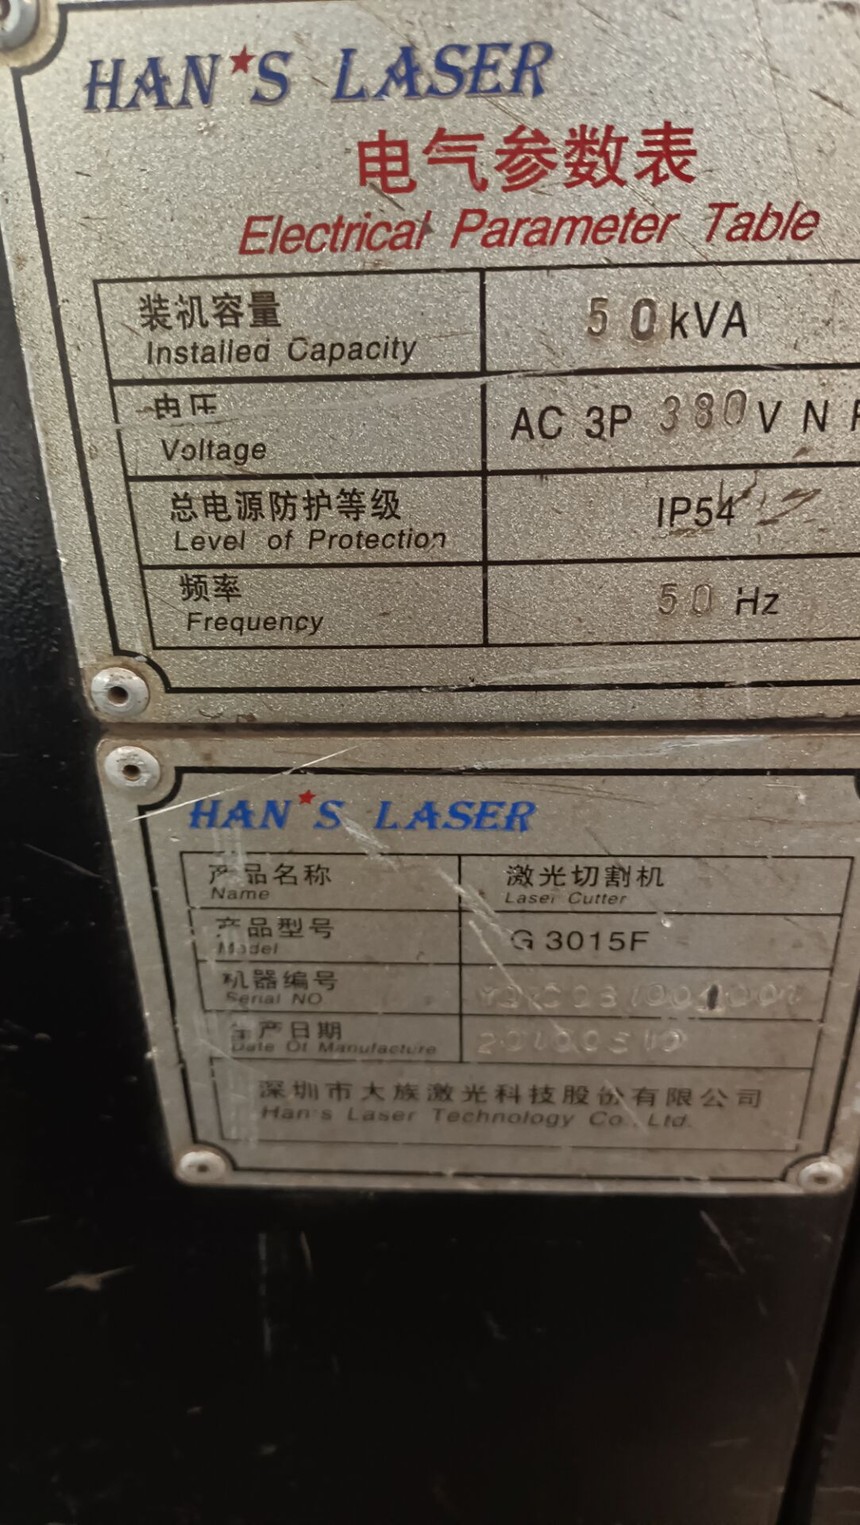 HAN★S LASER
电气参数表
Electrical Parameter Table
装机容量
Installed Capacity
50kVA
电压
Voltage
AC 3P 380V N
总电源防护等级
Level of Protection
IP54
频率
Frequency
50 Hz
HAN★S LASER
产品名称
Name
激光切割机
Laser Cutter
产品型号
Model
G3015F
机器编号
Serial NO
生产日期
Date Of Manufacture
20100510
深圳市大族激光科技股份有限公司
Han's Laser Technology Co., Ltd.